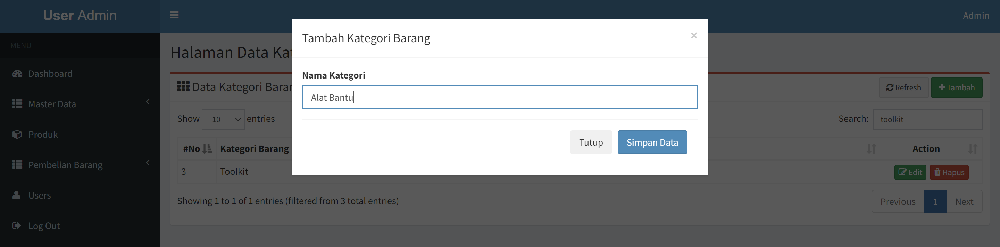 User Admin
Admin
MENU
Dashboard
Master Data
Produk
Pembelian Barang
Users
Log Out
Halaman Data Ka
Data Kategori Baran
Refresh
Tambah
Show 10 entries
Search: toolkit
#No Kategori Barang Action
3 Toolkit Edit Hapus
Showing 1 to 1 of 1 entries (filtered from 3 total entries)
Previous 1 Next
Tambah Kategori Barang ×
Nama Kategori
Alat Bantu
Tutup Simpan Data